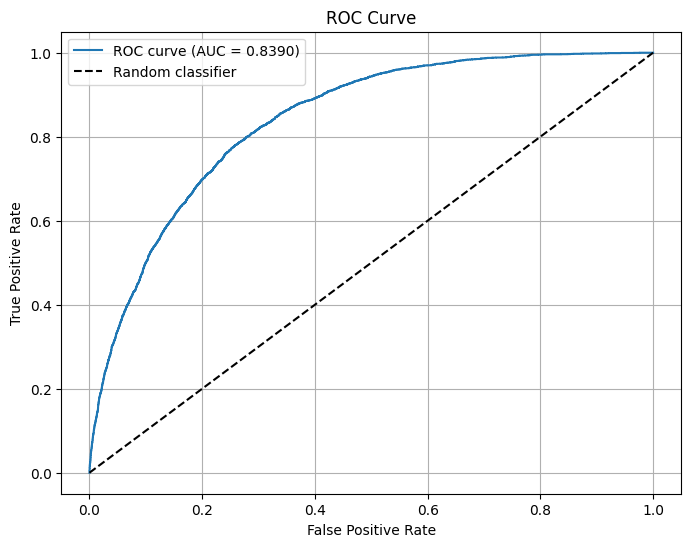 ROC Curve
ROC curve (AUC = 0.8390)
Random classifier
True Positive Rate
1.0
0.8
0.6
0.4
0.2
0.0
0.0 0.2 0.4 0.6 0.8 1.0
False Positive Rate